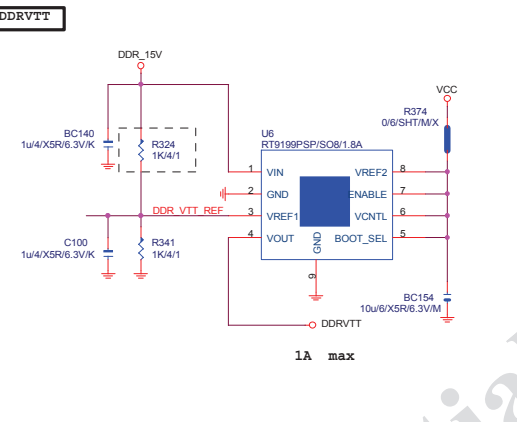 DDRVTT
DDR_15V
VCC
R374
0/6/SHT/M/X
BC140
1u/4/X5R/6.3V/K
R324
1K/4/1
U6
RT9199PSP/SO8/1.8A
1 VIN VREF2 8
2 GND ENABLE 7
DDR_VTT_REF 3 VREF1 VCNTL 6
4 VOUT BOOT_SEL 5
GND
9
C100
1u/4/X5R/6.3V/K
R341
1K/4/1
BC154
10u/6/X5R/6.3V/M
DDRVTT
1A max